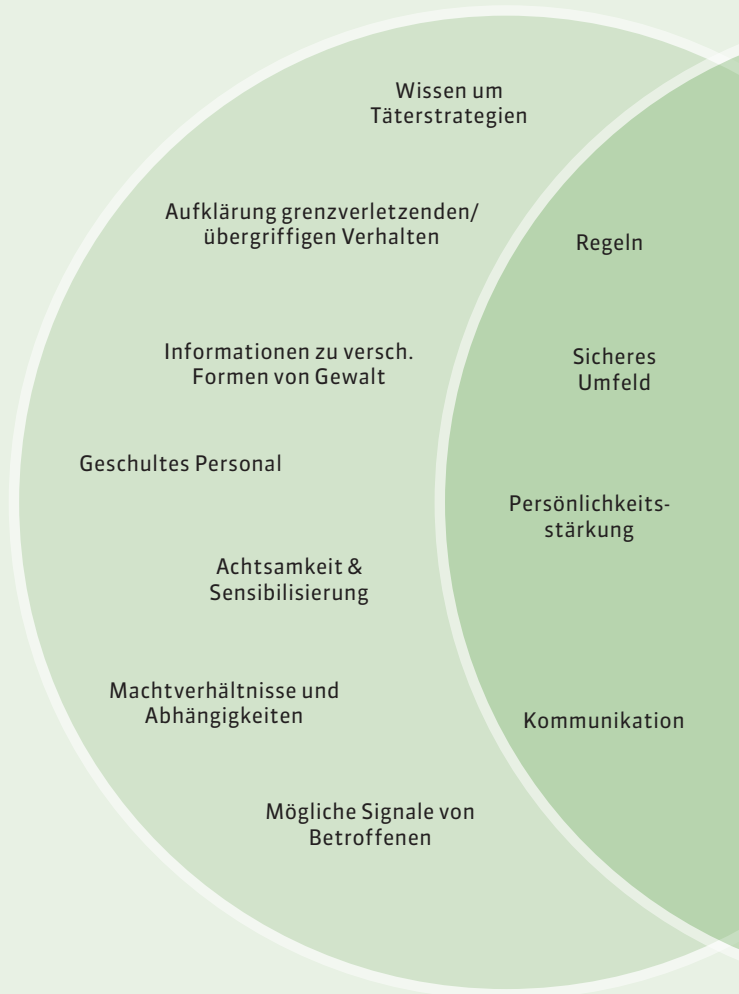 Wissen um
Täterstrategien
Aufklärung grenzverletzenden/
übergriffigen Verhalten
Informationen zu versch.
Formen von Gewalt
Geschultes Personal
Achtsamkeit &
Sensibilisierung
Machtverhältnisse und
Abhängigkeiten
Mögliche Signale von
Betroffenen
Regeln
Sicheres
Umfeld
Persönlichkeits-
stärkung
Kommunikation